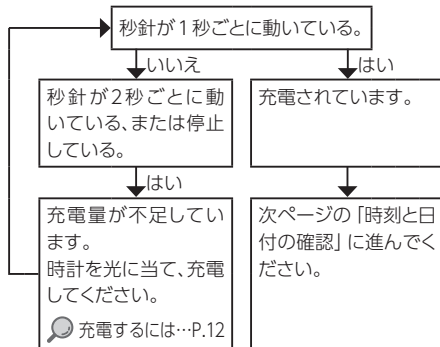 秒針が1秒ごとに動いている。
いいえ
はい
秒針が2秒ごとに動
いている、または停止
している。
充電されています。
はい
充電量が不足してい
ます。
時計を光に当て、充電
してください。
充電するには…P.12
次ページの「時刻と日
付の確認」に進んでく
ださい。